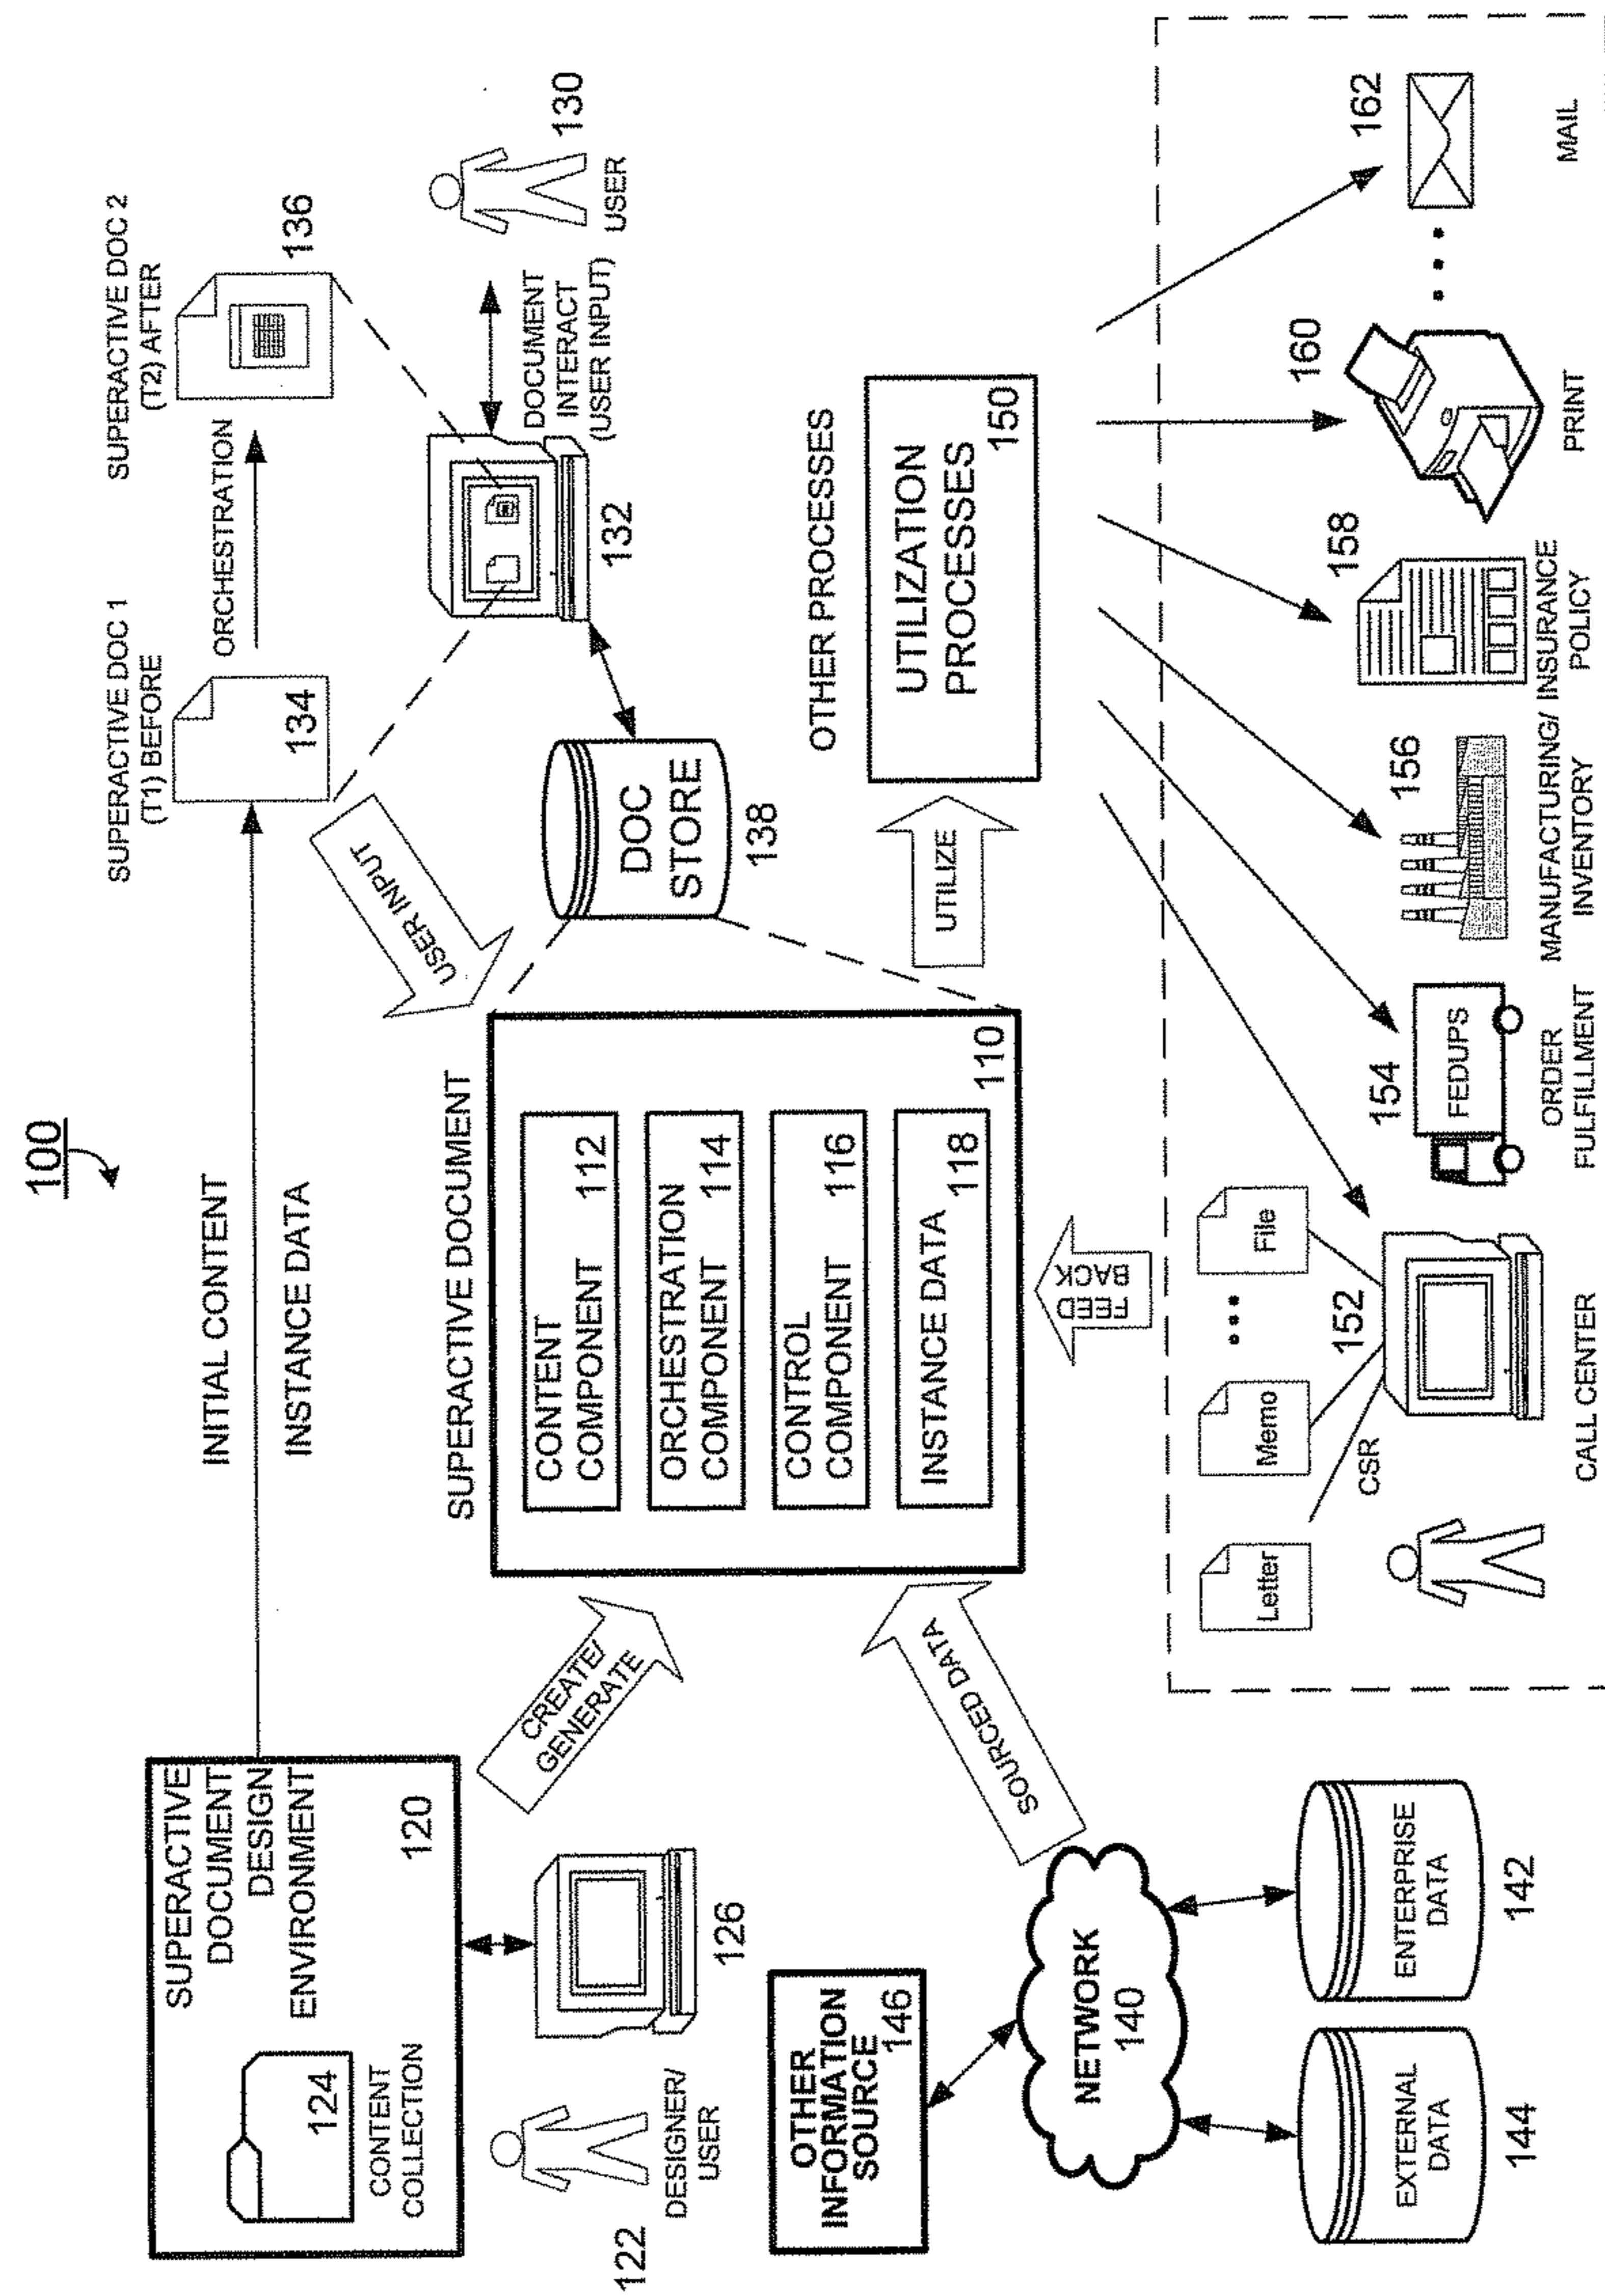 100
SUPERACTIVE
DOCUMENT
DESIGN
ENVIRONMENT
120
124
CONTENT
COLLECTION
122
DESIGNER/
USER
126
INITIAL CONTENT
INSTANCE DATA
SUPERACTIVE DOC 1
(T1) BEFORE
134
ORCHESTRATION
SUPERACTIVE DOC 2
(T2) AFTER
136
130
USER
DOCUMENT
INTERACT
(USER INPUT)
132
USER INPUT
DOC
STORE
138
CREATE/
GENERATE
SUPERACTIVE DOCUMENT
CONTENT
COMPONENT 112
ORCHESTRATION
COMPONENT 114
CONTROL
COMPONENT 116
INSTANCE DATA 118
110
OTHER PROCESSES
UTILIZATION
PROCESSES
150
UTILIZE
OTHER
INFORMATION
SOURCE
146
NETWORK
140
SOURCED DATA
EXTERNAL
DATA
144
ENTERPRISE
DATA
142
FEED
BACK
Letter
Memo
File
CSR
152
CALL CENTER
154
FEDUPS
ORDER
FULFILLMENT
156
MANUFACTURING/
INVENTORY
158
INSURANCE
POLICY
160
PRINT
162
MAIL